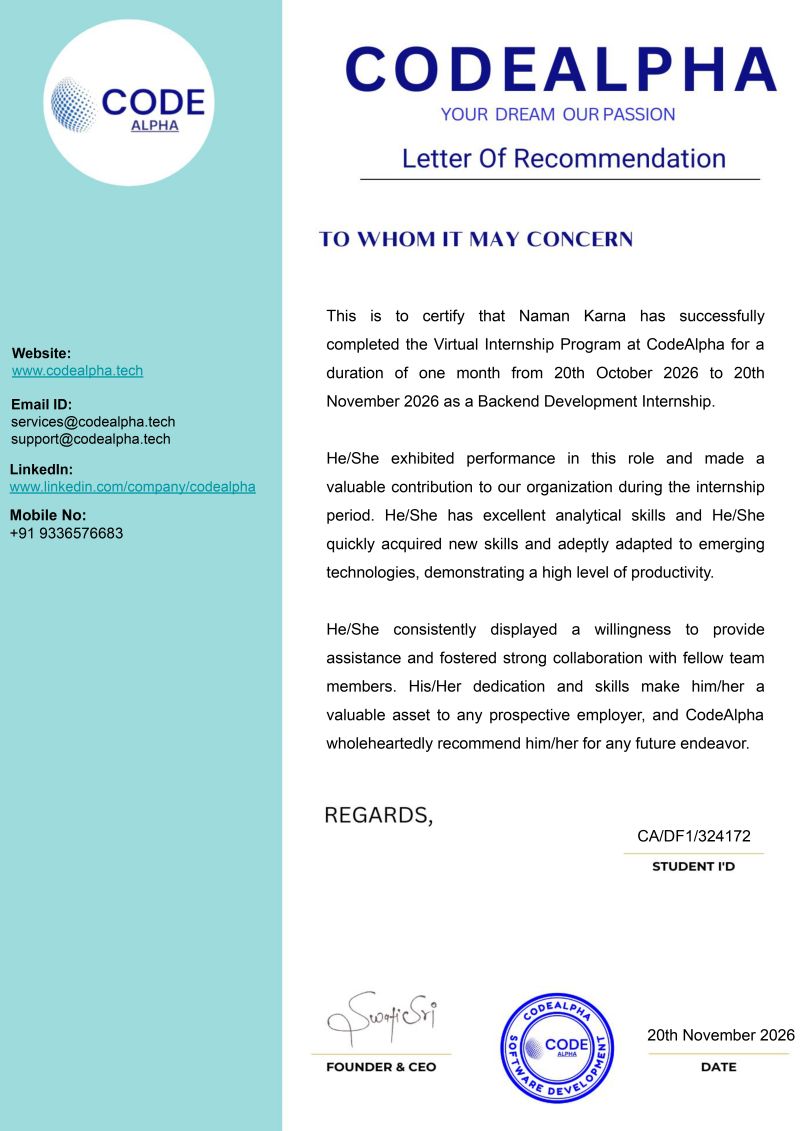 CODE
ALPHA
CODEALPHA
YOUR DREAM OUR PASSION
Letter Of Recommendation
TO WHOM IT MAY CONCERN
Website:
www.codealpha.tech
Email ID:
services@codealpha.tech
support@codealpha.tech
LinkedIn:
www.linkedin.com/company/codealpha
Mobile No:
+91 9336576683
This is to certify that Naman Karna has successfully
completed the Virtual Internship Program at CodeAlpha for a
duration of one month from 20th October 2026 to 20th
November 2026 as a Backend Development Internship.
He/She exhibited performance in this role and made a
valuable contribution to our organization during the internship
period. He/She has excellent analytical skills and He/She
quickly acquired new skills and adeptly adapted to emerging
technologies, demonstrating a high level of productivity.
He/She consistently displayed a willingness to provide
assistance and fostered strong collaboration with fellow team
members. His/Her dedication and skills make him/her a
valuable asset to any prospective employer, and CodeAlpha
wholeheartedly recommend him/her for any future endeavor.
REGARDS,
CA/DF1/324172
STUDENT I'D
SwatiSri
FOUNDER & CEO
CODEALPHA
CODE
ALPHA
SOFTWARE DEVELOPMENT
20th November 2026
DATE